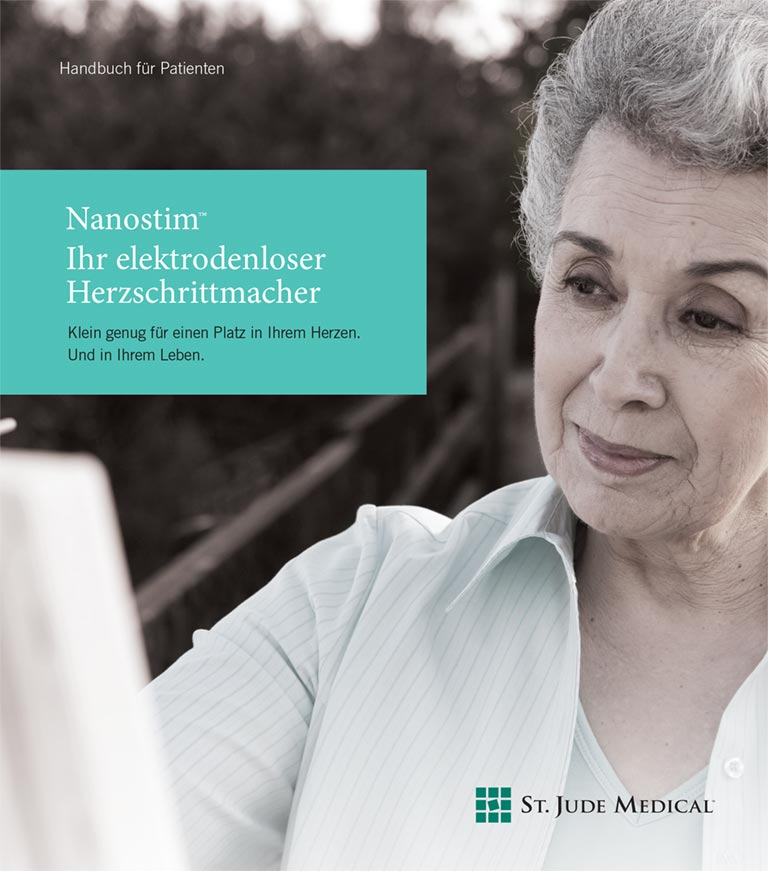 Handbuch für Patienten
Nanostim™
Ihr elektrodenloser
Herzschrittmacher
Klein genug für einen Platz in Ihrem Herzen.
Und in Ihrem Leben.
St. Jude Medical™